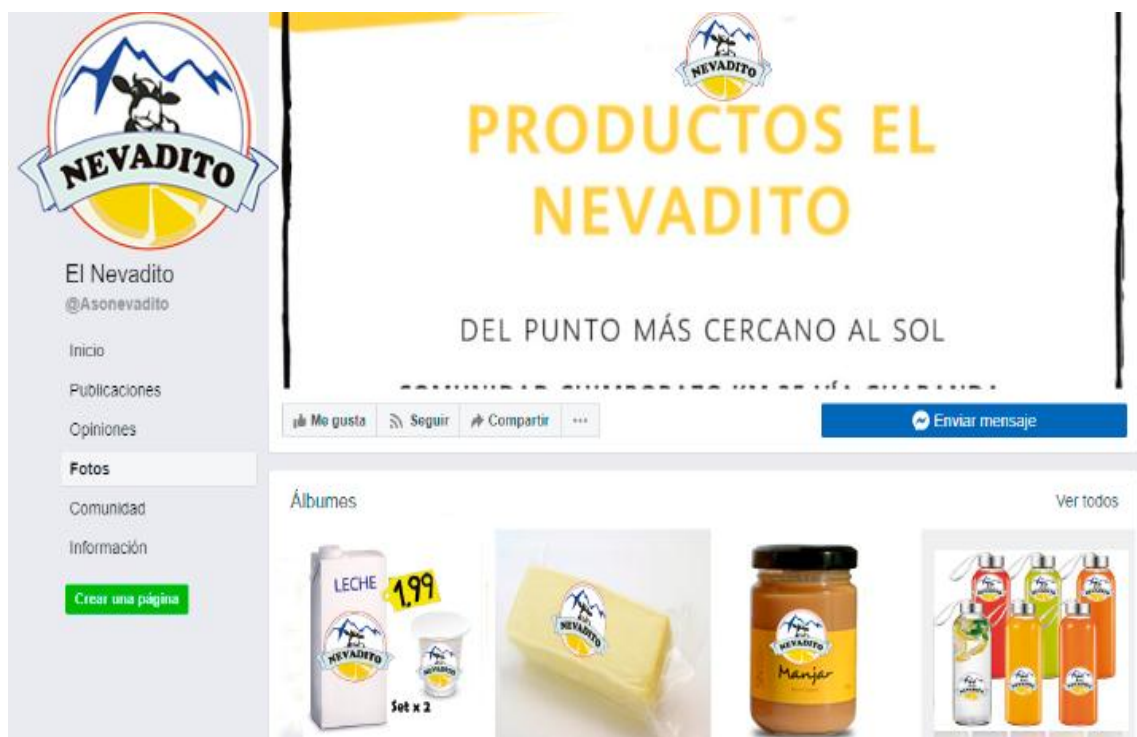 NEVADITO
El Nevadito
@Asonevadito
Inicio
Publicaciones
Opiniones
Fotos
Comunidad
Información
Crear una página
NEVADITO
PRODUCTOS EL
NEVADITO
DEL PUNTO MÁS CERCANO AL SOL
Me gusta
Seguir
Compartir
Enviar mensaje
Álbumes
Ver todos
LECHE
1,99
NEVADITO
NEVADITO
Set x 2
NEVADITO
NEVADITO
Manjar